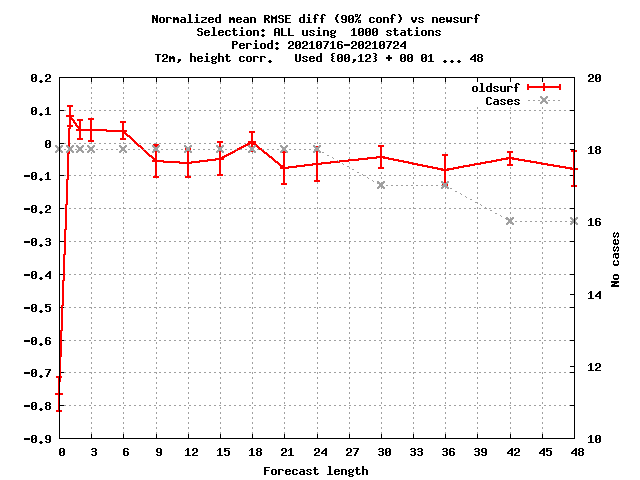 Normalized mean RMSE diff (90% conf) vs newsurf
Selection: ALL using  1000 stations
Period: 20210716-20210724
T2m, height corr.   Used {00,12} + 00 01 ... 48
oldsurf
Cases
0.2
0.1
0
-0.1
-0.2
-0.3
-0.4
-0.5
-0.6
-0.7
-0.8
-0.9
20
18
16
14
12
10
No cases
0 3 6 9 12 15 18 21 24 27 30 33 36 39 42 45 48
Forecast length